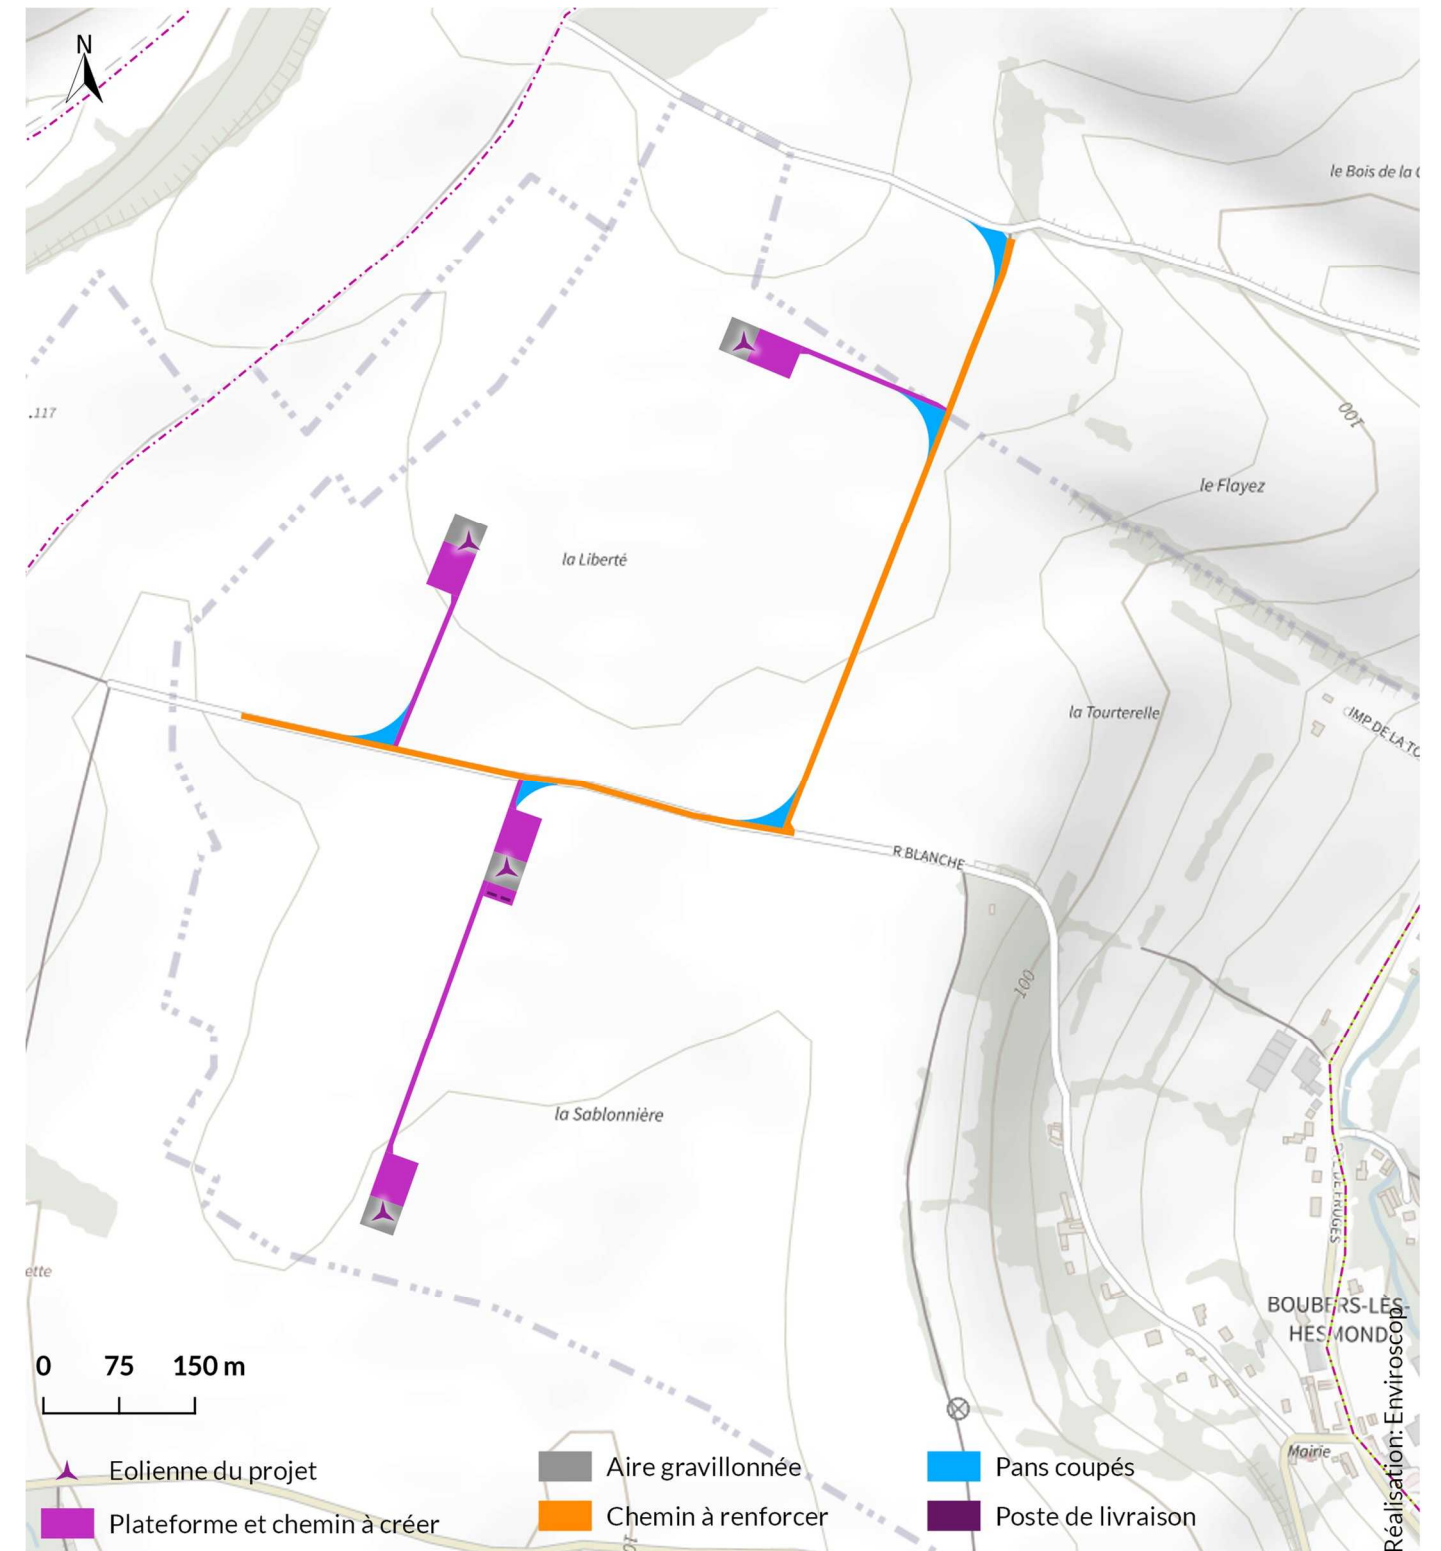 N
le Bois de la
.117
100
le Flayez
la Liberté
la Tourterelle
IMP DE LA TO
R BLANCHE
100
la Sablonnière
DE FRUGES
ette
BOUBERS-LÈS-
HESMOND
0 75 150 m
Mairie
Eolienne du projet
Plateforme et chemin à créer
Aire gravillonnée
Chemin à renforcer
Pans coupés
Poste de livraison
Réalisation: Enviroscop.